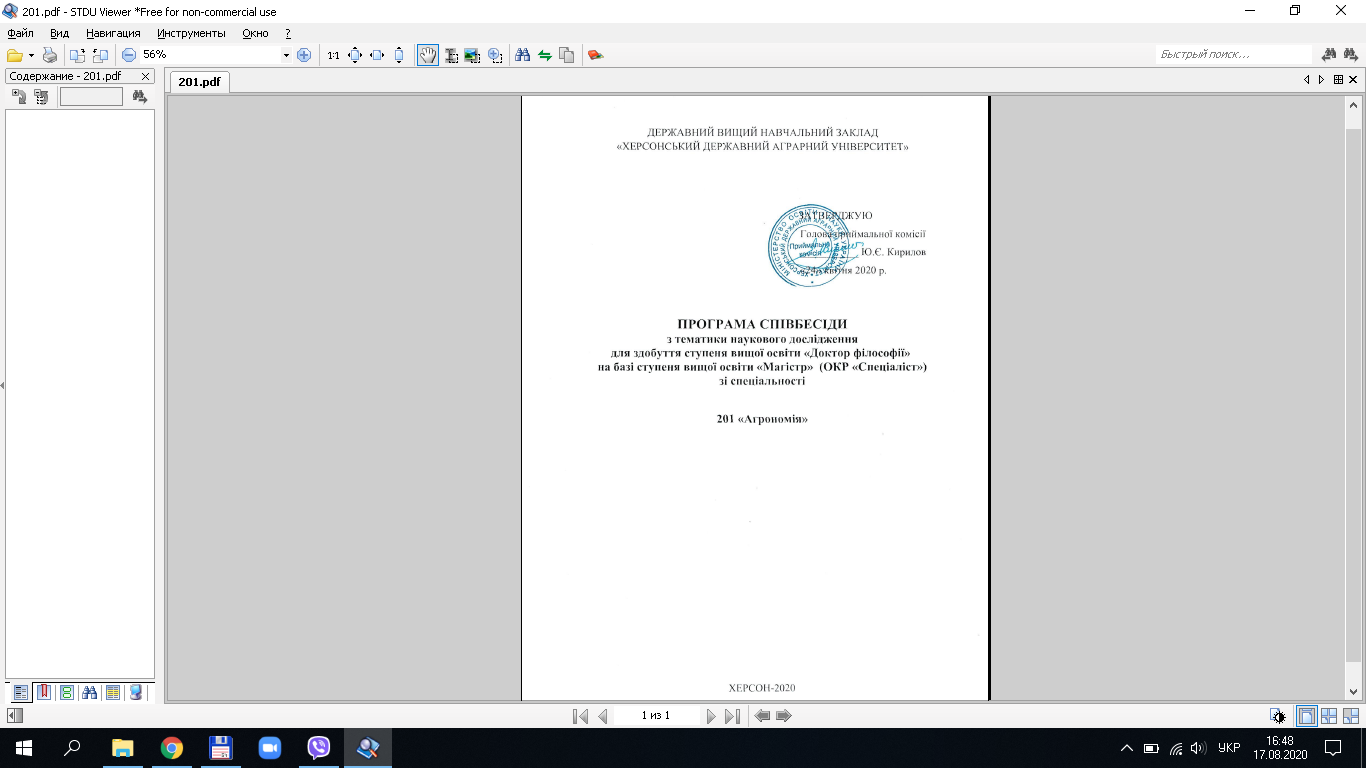 201.pdf - STDU Viewer *Free for non-commercial use
Файл Вид Навигация Инструменты Окно ?
56%
1:1
Быстрый поиск...
Содержание - 201.pdf
201.pdf
ДЕРЖАВНИЙ ВИЩИЙ НАВЧАЛЬНИЙ ЗАКЛАД
«ХЕРСОНСЬКИЙ ДЕРЖАВНИЙ АГРАРНИЙ УНІВЕРСИТЕТ»
ЗАТВЕРДЖУЮ
Голова приймальної комісії
Ю.Є. Кирилов
квітня 2020 р.
Приймальна
комісія
ПРОГРАМА СПІВБЕСІДИ
з тематики наукового дослідження
для здобуття ступеня вищої освіти «Доктор філософії»
на базі ступеня вищої освіти «Магістр» (ОКР «Спеціаліст»)
зі спеціальності
201 «Агрономія»
ХЕРСОН-2020
1 из 1
УКР
16:48
17.08.2020